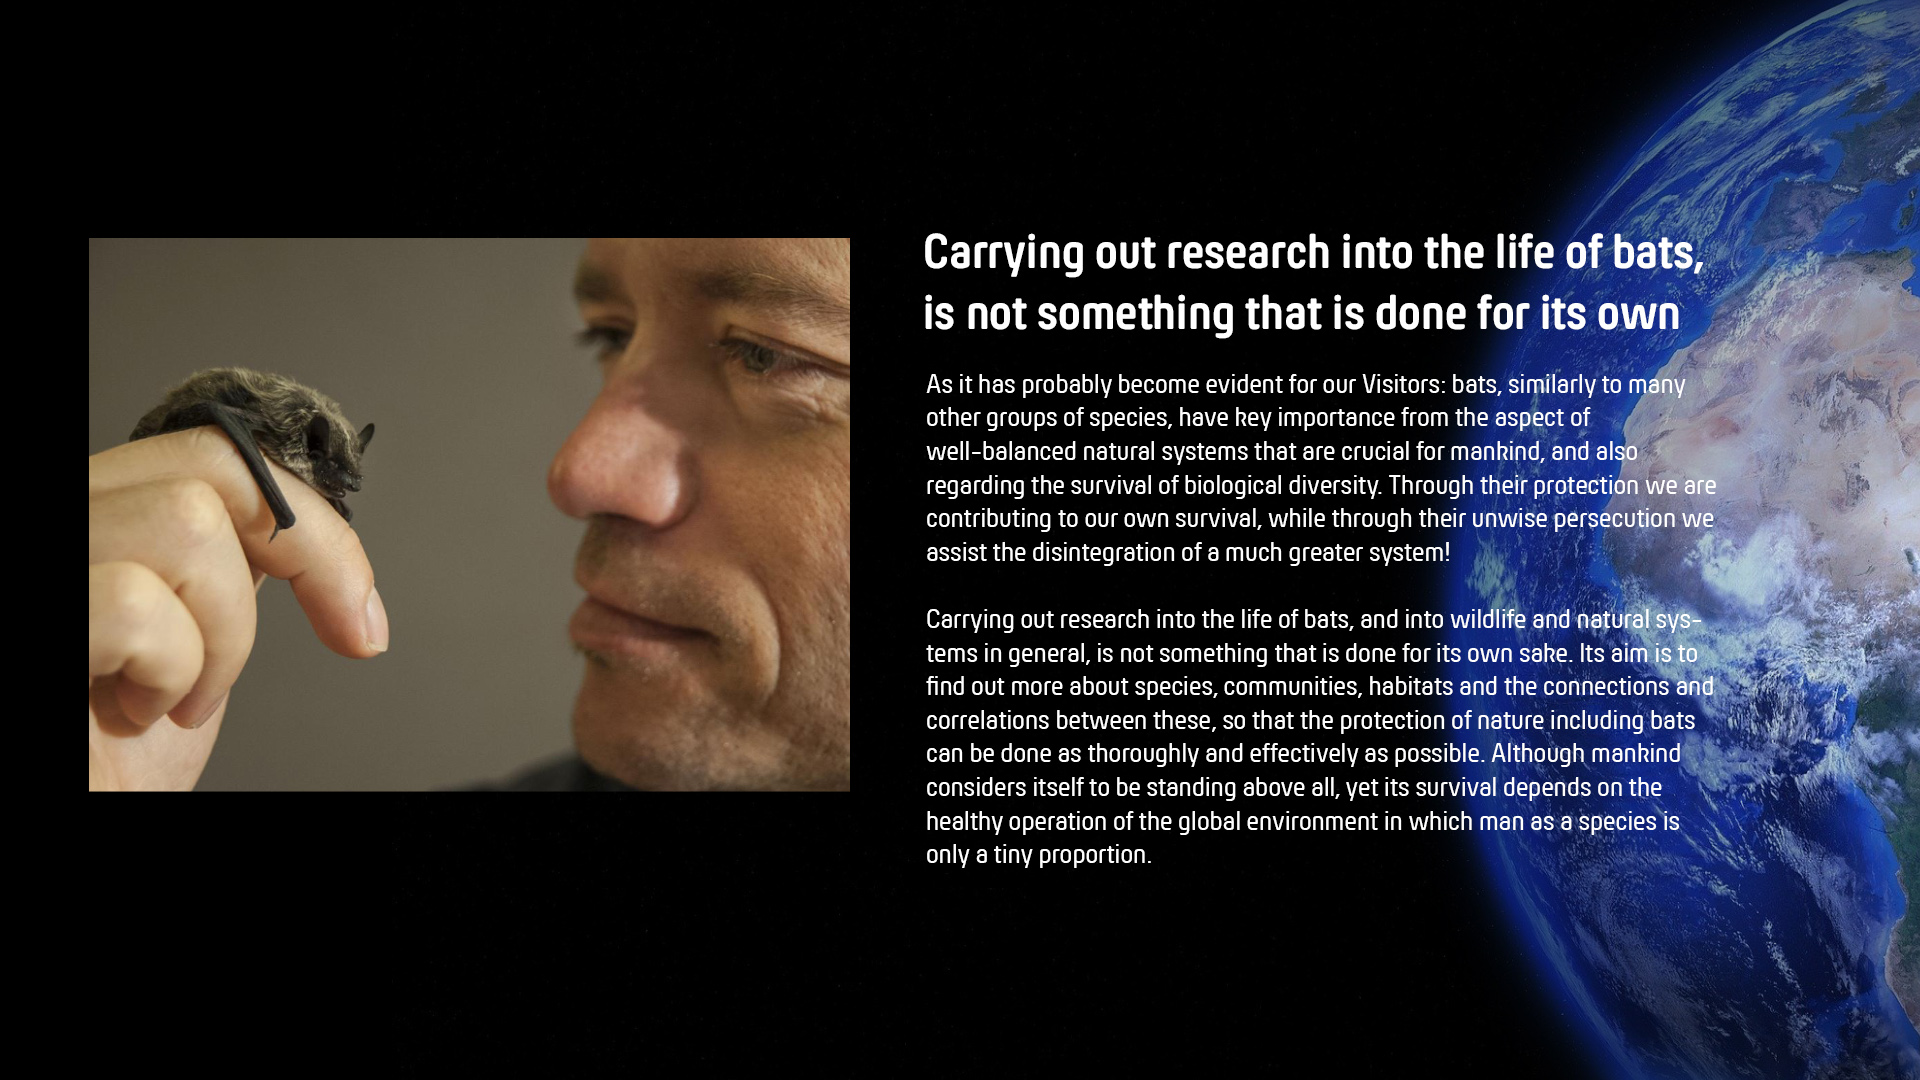 Carrying out research into the life of bats,
is not something that is done for its own
As it has probably become evident for our Visitors: bats, similarly to many
other groups of species, have key importance from the aspect of
well-balanced natural systems that are crucial for mankind, and also
regarding the survival of biological diversity. Through their protection we are
contributing to our own survival, while through their unwise persecution we
assist the disintegration of a much greater system!
Carrying out research into the life of bats, and into wildlife and natural sys-
tems in general, is not something that is done for its own sake. Its aim is to
find out more about species, communities, habitats and the connections and
correlations between these, so that the protection of nature including bats
can be done as thoroughly and effectively as possible. Although mankind
considers itself to be standing above all, yet its survival depends on the
healthy operation of the global environment in which man as a species is
only a tiny proportion.